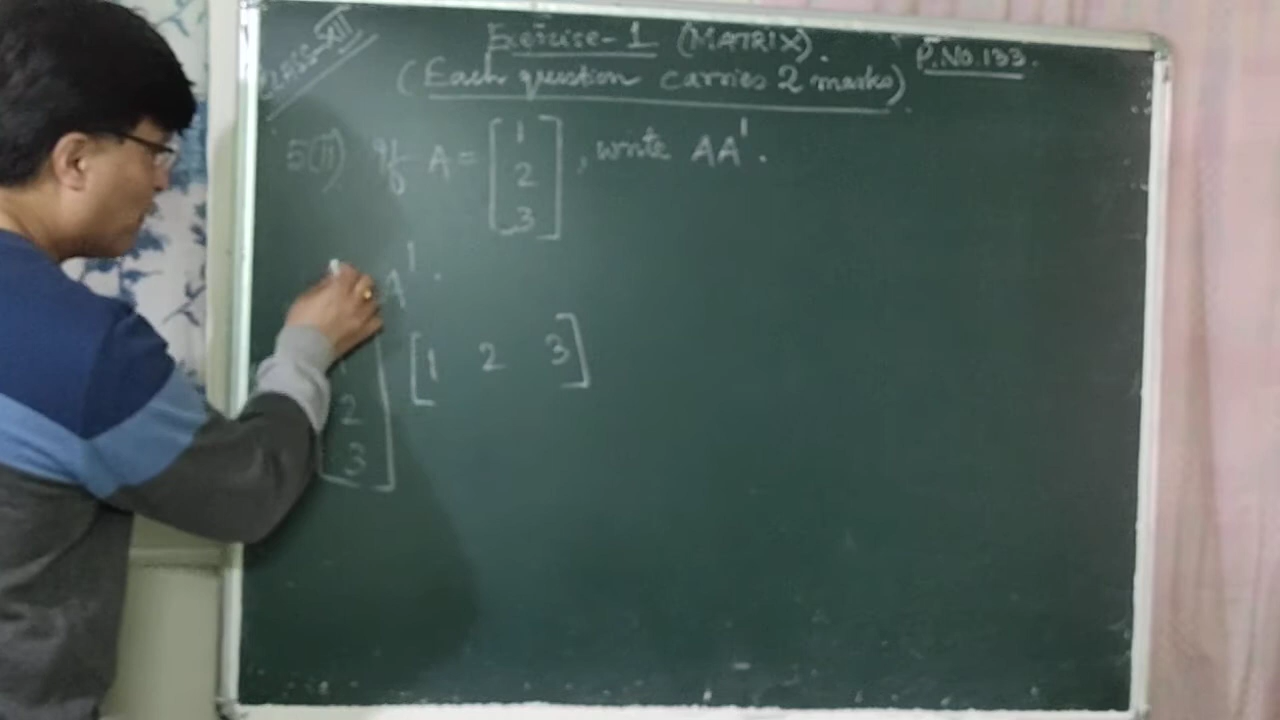 CLASS-XII
Exercise-1 (MATRIX).
P.NO.133.
(Each question carries 2 marks)
5(ii) If A = [1 2 3], write AA'.
A'.
[1 2 3] [1 2 3]